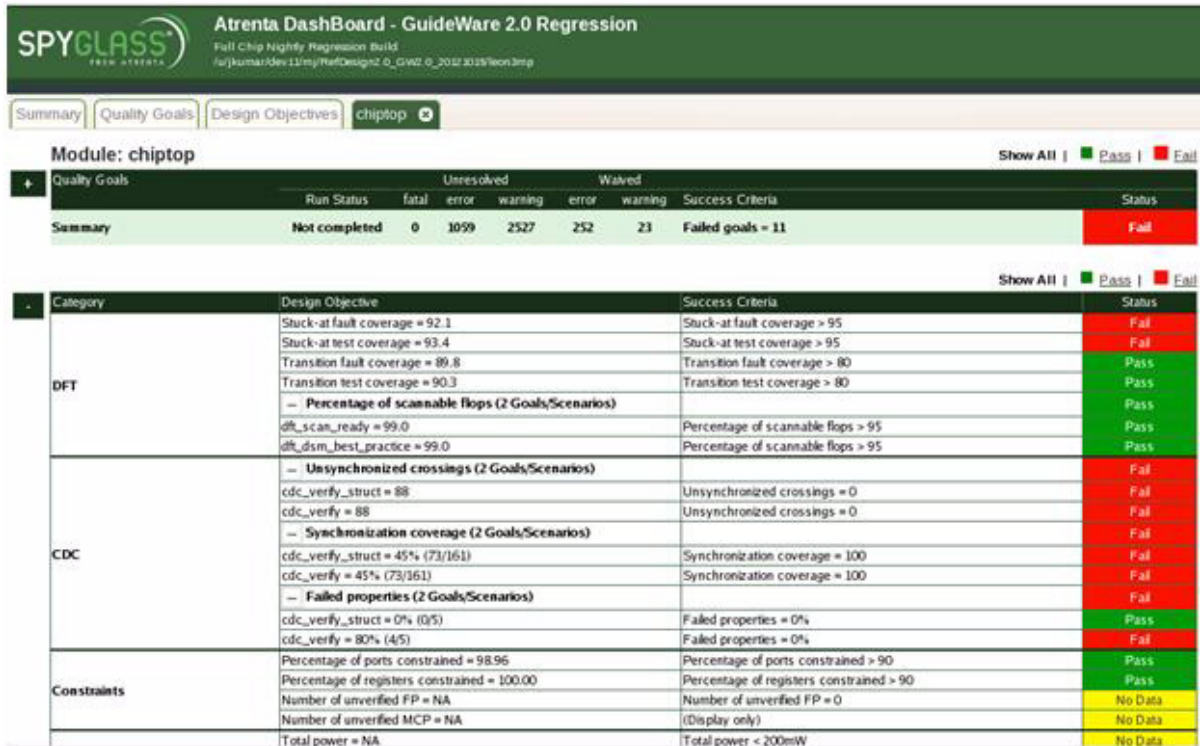 SPYGLASS
FROM ATRENTA
Atrenta DashBoard - GuideWare 2.0 Regression
Full Chip Nightly Regression Build
/u/jkumar/dev11/mj/RefDesign2.0_GW2.0_20121015/leon3mp
Summary Quality Goals Design Objectives chiptop
Module: chiptop Show All | Pass | Fail
+ Quality Goals Unresolved Waived
Run Status fatal error warning error warning Success Criteria Status
Summary Not completed 0 1059 2527 252 23 Failed goals = 11 Fail
Show All | Pass | Fail
- Category Design Objective Success Criteria Status
Stuck-at fault coverage = 92.1 Stuck-at fault coverage > 95 Fail
Stuck-at test coverage = 93.4 Stuck-at test coverage > 95 Fail
Transition fault coverage = 89.8 Transition fault coverage > 80 Pass
DFT Transition test coverage = 90.3 Transition test coverage > 80 Pass
— Percentage of scannable flops (2 Goals/Scenarios) Pass
dft_scan_ready = 99.0 Percentage of scannable flops > 95 Pass
dft_dsm_best_practice = 99.0 Percentage of scannable flops > 95 Pass
— Unsynchronized crossings (2 Goals/Scenarios) Fail
cdc_verify_struct = 88 Unsynchronized crossings = 0 Fail
cdc_verify = 88 Unsynchronized crossings = 0 Fail
— Synchronization coverage (2 Goals/Scenarios) Fail
CDC cdc_verify_struct = 45% (73/161) Synchronization coverage = 100 Fail
cdc_verify = 45% (73/161) Synchronization coverage = 100 Fail
— Failed properties (2 Goals/Scenarios) Fail
cdc_verify_struct = 0% (0/5) Failed properties = 0% Pass
cdc_verify = 80% (4/5) Failed properties = 0% Fail
Percentage of ports constrained = 98.96 Percentage of ports constrained > 90 Pass
Percentage of registers constrained = 100.00 Percentage of registers constrained > 90 Pass
Constraints Number of unverified FP = NA Number of unverified FP = 0 No Data
Number of unverified MCP = NA (Display only) No Data
Total power = NA Total power < 200mW No Data